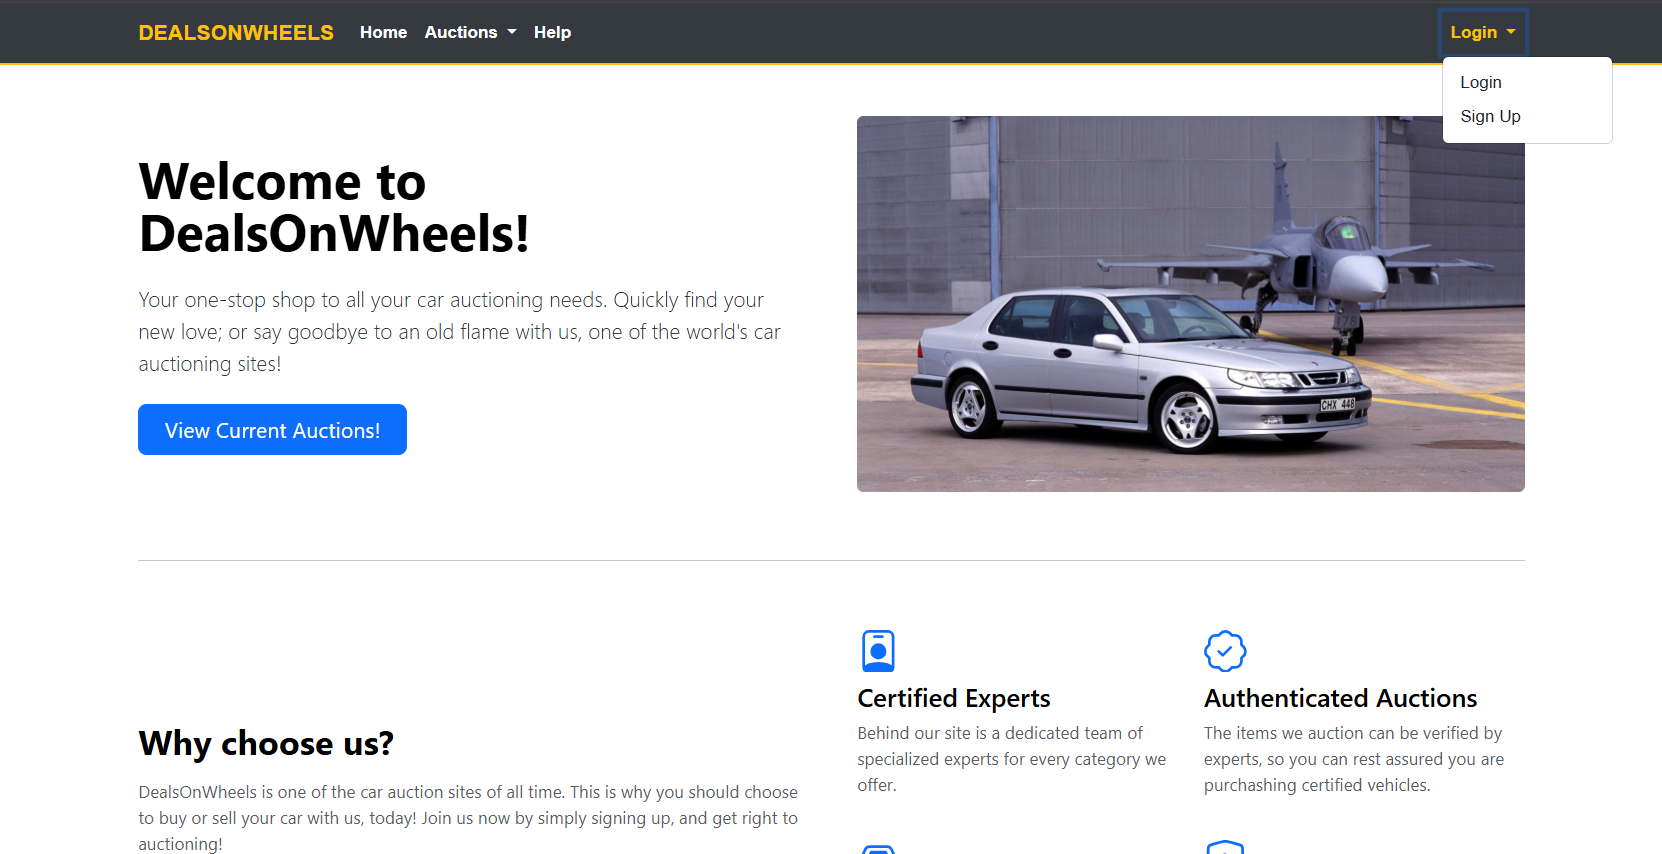 DEALSONWHEELS Home Auctions Help Login
Login
Sign Up
Welcome to
DealsOnWheels!
Your one-stop shop to all your car auctioning needs. Quickly find your
new love; or say goodbye to an old flame with us, one of the world's car
auctioning sites!
View Current Auctions!
CHX 448
178
Why choose us?
DealsOnWheels is one of the car auction sites of all time. This is why you should choose
to buy or sell your car with us, today! Join us now by simply signing up, and get right to
auctioning!
Certified Experts
Behind our site is a dedicated team of
specialized experts for every category we
offer.
Authenticated Auctions
The items we auction can be verified by
experts, so you can rest assured you are
purchashing certified vehicles.